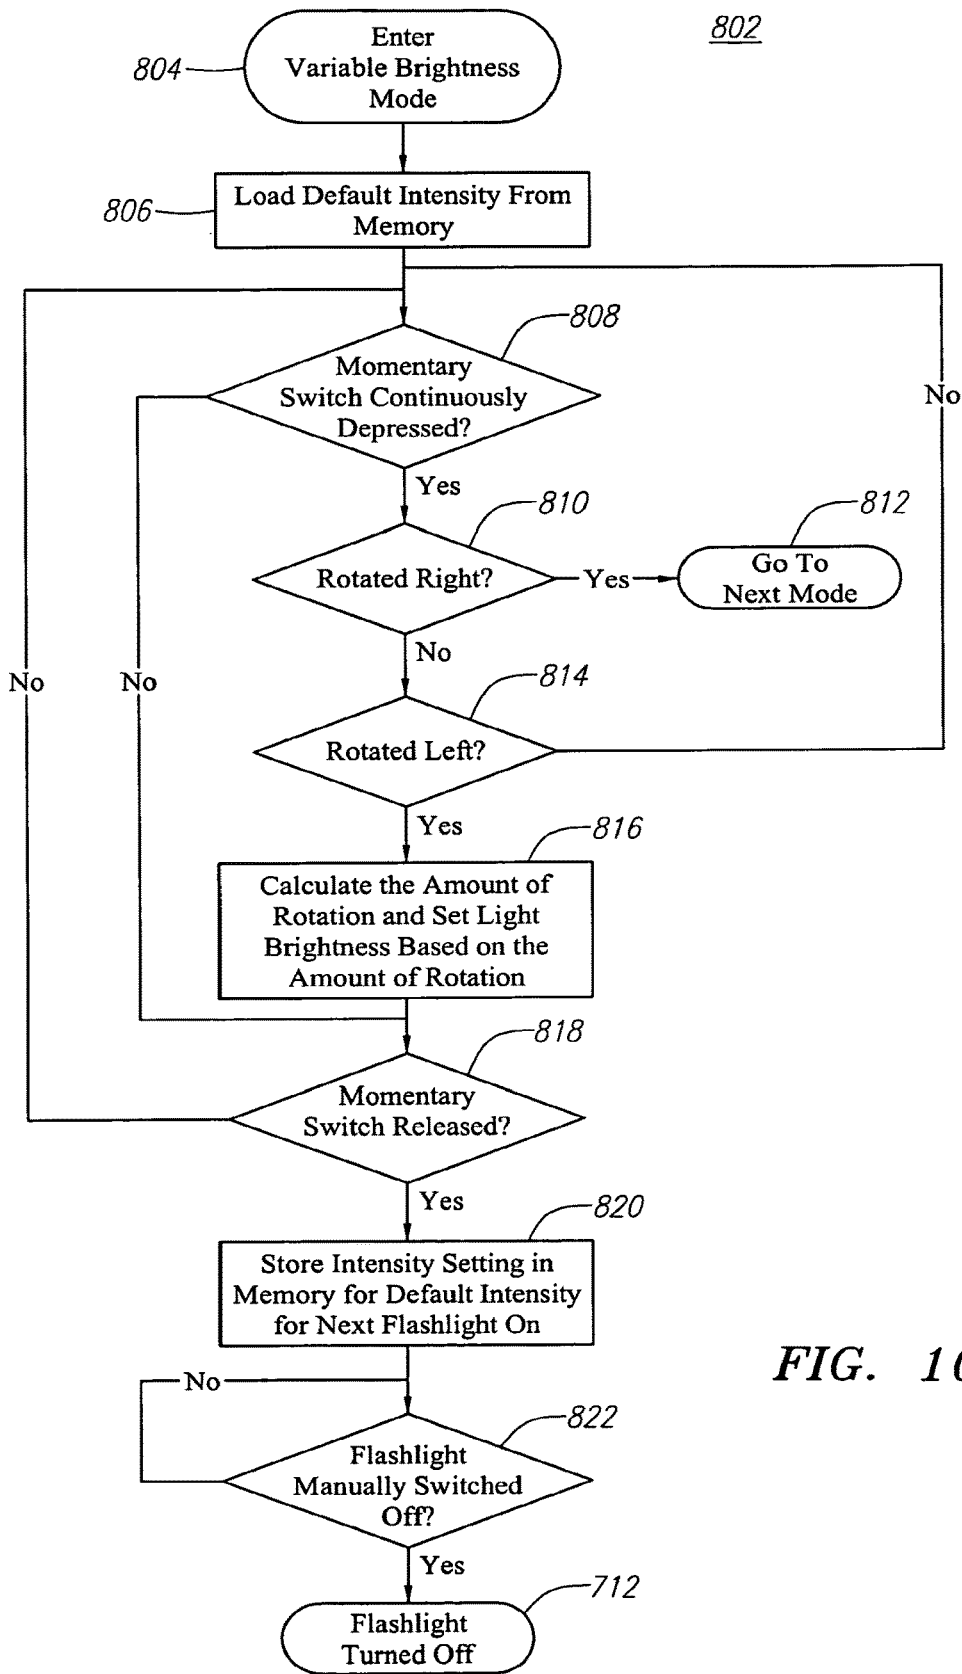 802
Enter
Variable Brightness
Mode
804
Load Default Intensity From
Memory
806
808
Momentary
Switch Continuously
Depressed?
No
Yes
810
812
Rotated Right?
Yes
Go To
Next Mode
No
No
No
814
Rotated Left?
Yes
816
Calculate the Amount of
Rotation and Set Light
Brightness Based on the
Amount of Rotation
818
Momentary
Switch Released?
Yes
820
Store Intensity Setting in
Memory for Default Intensity
for Next Flashlight On
FIG. 10
No
822
Flashlight
Manually Switched
Off?
Yes
712
Flashlight
Turned Off